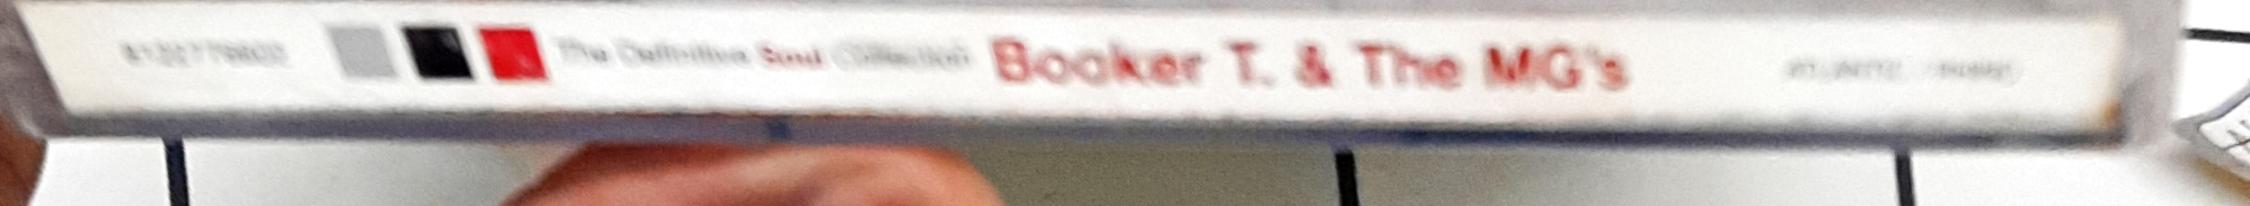 The Definitive Soul Collection Booker T. & The MG's